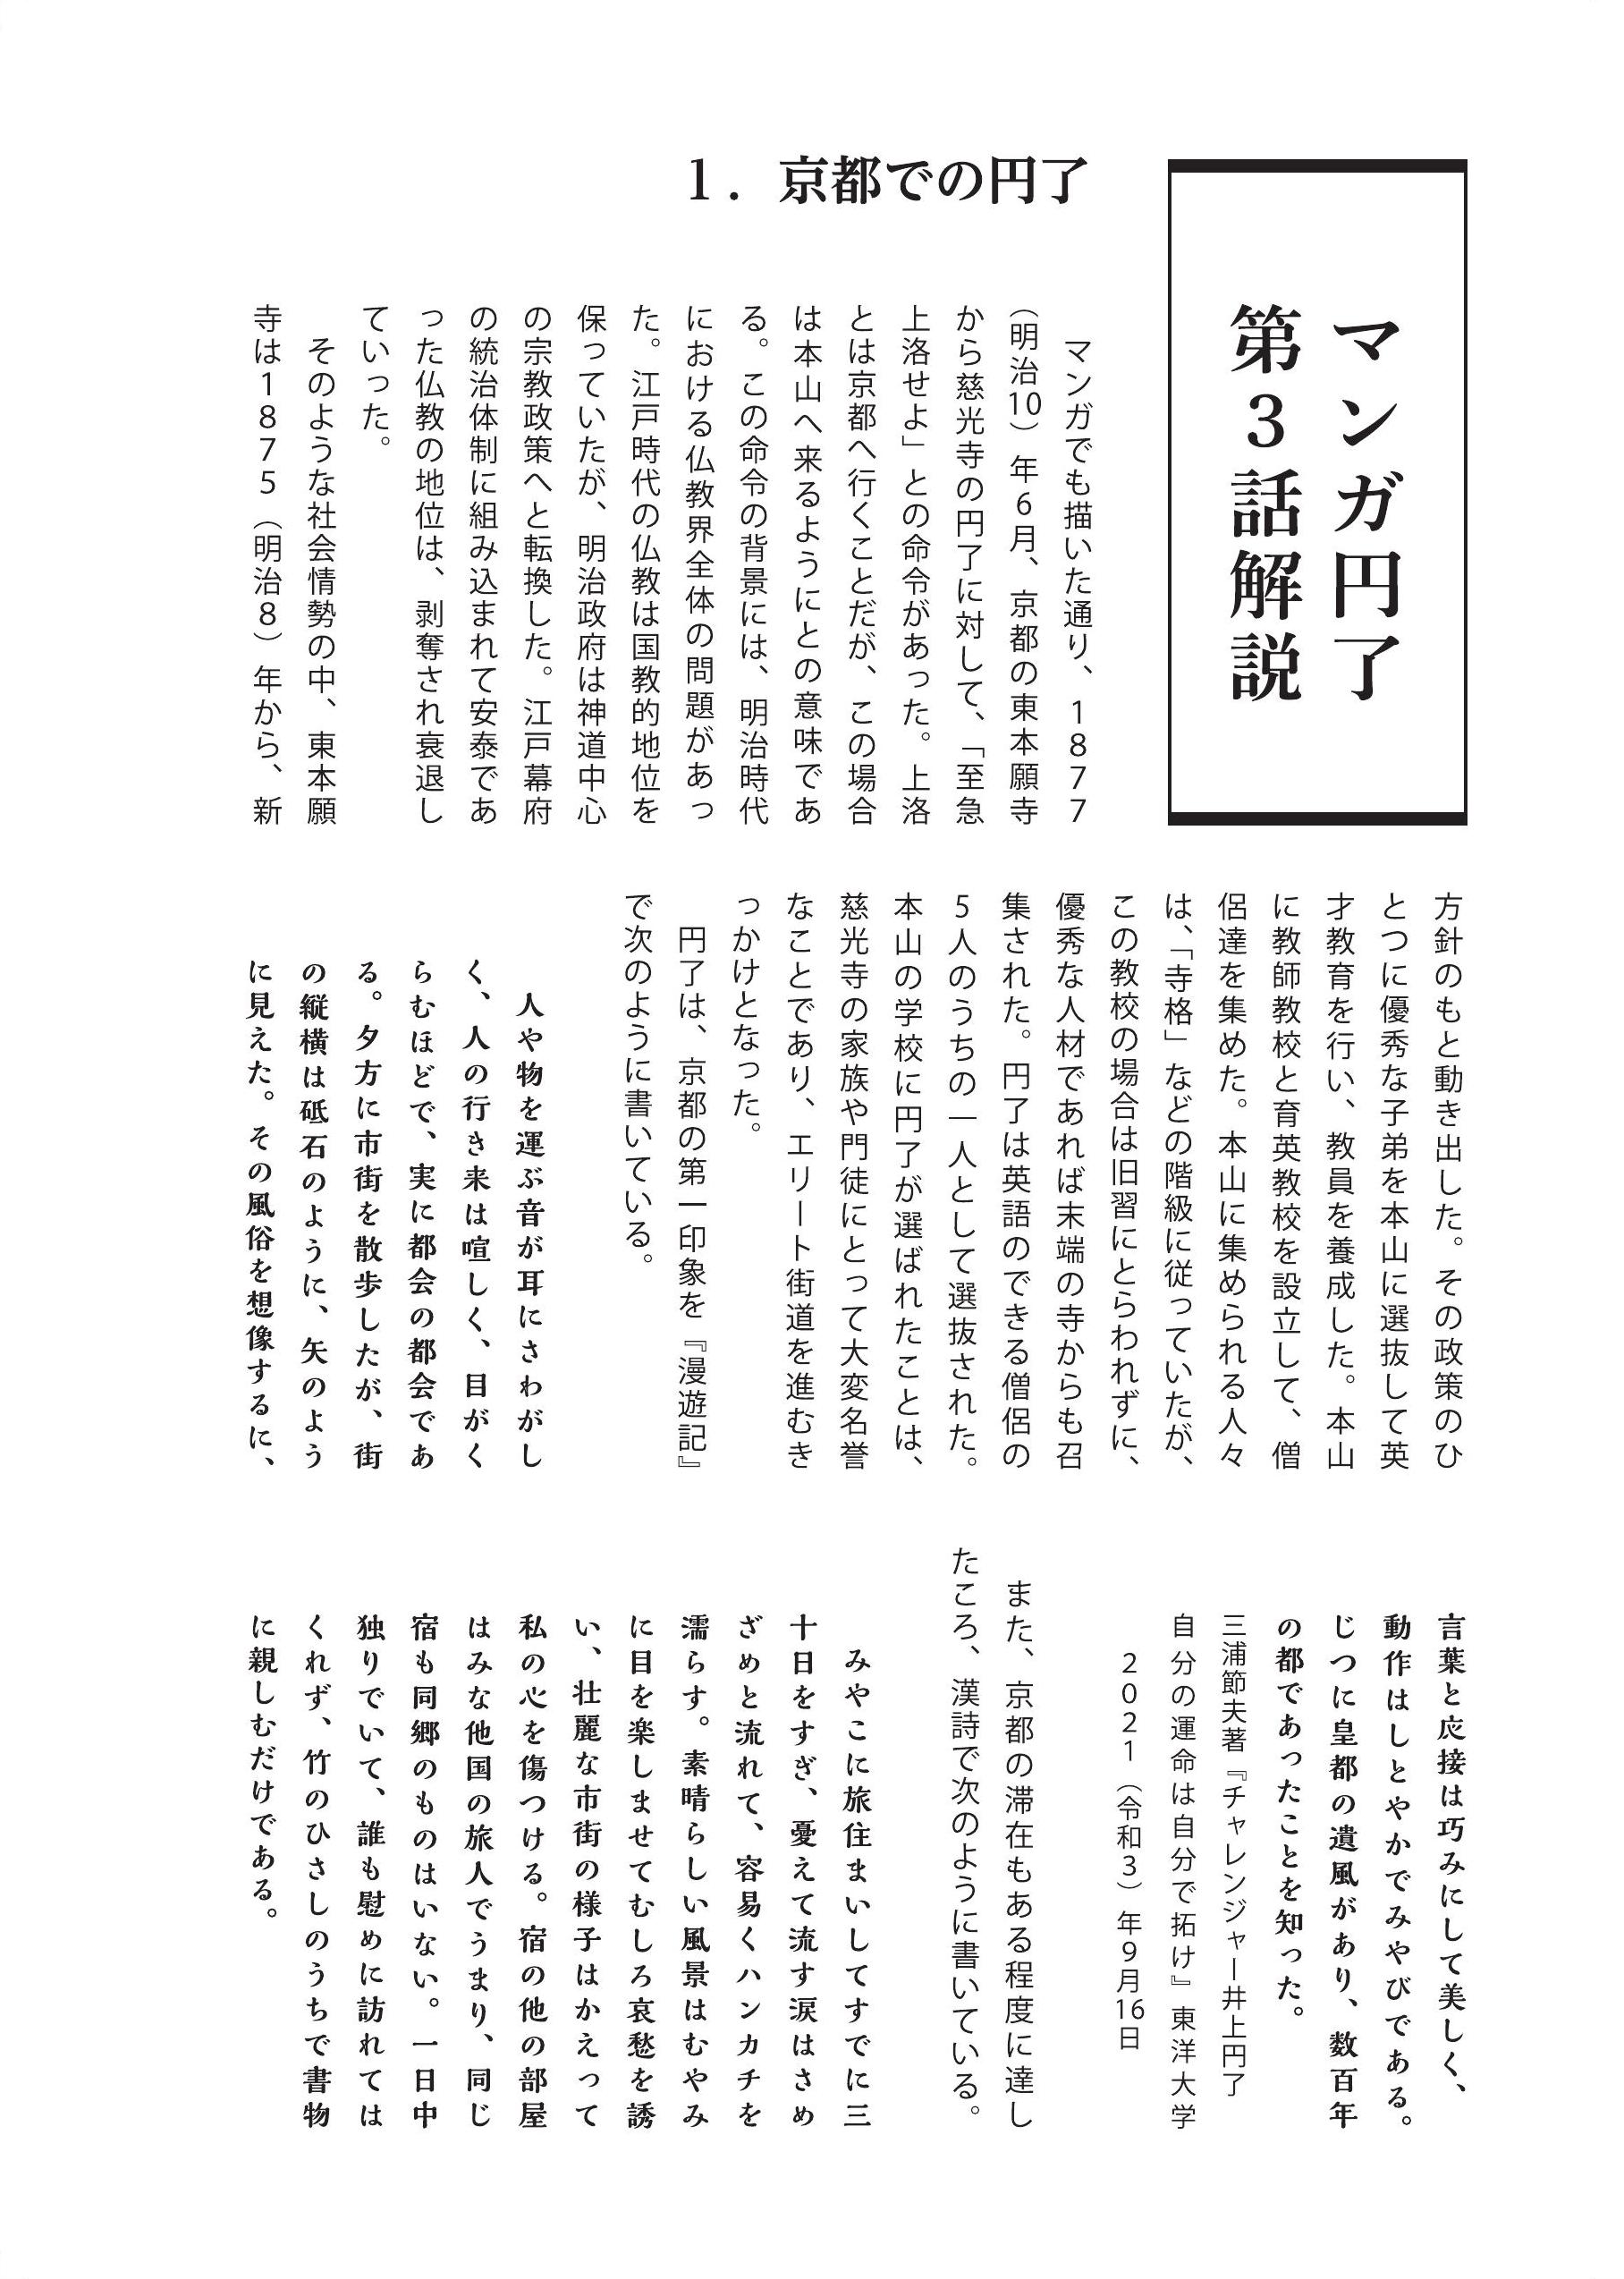 マンガ円了
第３話解説
１．京都での円了
マンガでも描いた通り、１８７７
（明治10）年６月、京都の東本願寺
から慈光寺の円了に対して、「至急
上洛せよ」との命令があった。上洛
とは京都へ行くことだが、この場合
は本山へ来るようにとの意味であ
る。この命令の背景には、明治時代
における仏教界全体の問題があっ
た。江戸時代の仏教は国教的地位を
保っていたが、明治政府は神道中心
の宗教政策へと転換した。江戸幕府
の統治体制に組み込まれて安泰であ
った仏教の地位は、剥奪され衰退し
ていった。
そのような社会情勢の中、東本願
寺は１８７５（明治８）年から、新
方針のもと動き出した。その政策のひ
とつに優秀な子弟を本山に選抜して英
才教育を行い、教員を養成した。本山
に教師教校と育英教校を設立して、僧
侶達を集めた。本山に集められる人々
は、「寺格」などの階級に従っていたが、
この教校の場合は旧習にとらわれずに、
優秀な人材であれば末端の寺からも召
集された。円了は英語のできる僧侶の
５人のうちの一人として選抜された。
本山の学校に円了が選ばれたことは、
慈光寺の家族や門徒にとって大変名誉
なことであり、エリート街道を進むき
っかけとなった。
円了は、京都の第一印象を『漫遊記』
で次のように書いている。
人や物を運ぶ音が耳にさわがし
く、人の行き来は喧しく、目がく
らむほどで、実に都会の都会であ
る。夕方に市街を散歩したが、街
の縦横は砥石のように、矢のよう
に見えた。その風俗を想像するに、
言葉と応接は巧みにして美しく、
動作はしとやかでみやびである。
じつに皇都の遺風があり、数百年
の都であったことを知った。
三浦節夫著『チャレンジャー井上円了
自分の運命は自分で拓け』東洋大学
２０２１（令和３）年９月16日
また、京都の滞在もある程度に達し
たころ、漢詩で次のように書いている。
みやこに旅住まいしてすでに三
十日をすぎ、憂えて流す涙はさめ
ざめと流れて、容易くハンカチを
濡らす。素晴らしい風景はむやみ
に目を楽しませてむしろ哀愁を誘
い、壮麗な市街の様子はかえって
私の心を傷つける。宿の他の部屋
はみな他国の旅人でうまり、同じ
宿も同郷のものはいない。一日中
独りでいて、誰も慰めに訪れては
くれず、竹のひさしのうちで書物
に親しむだけである。